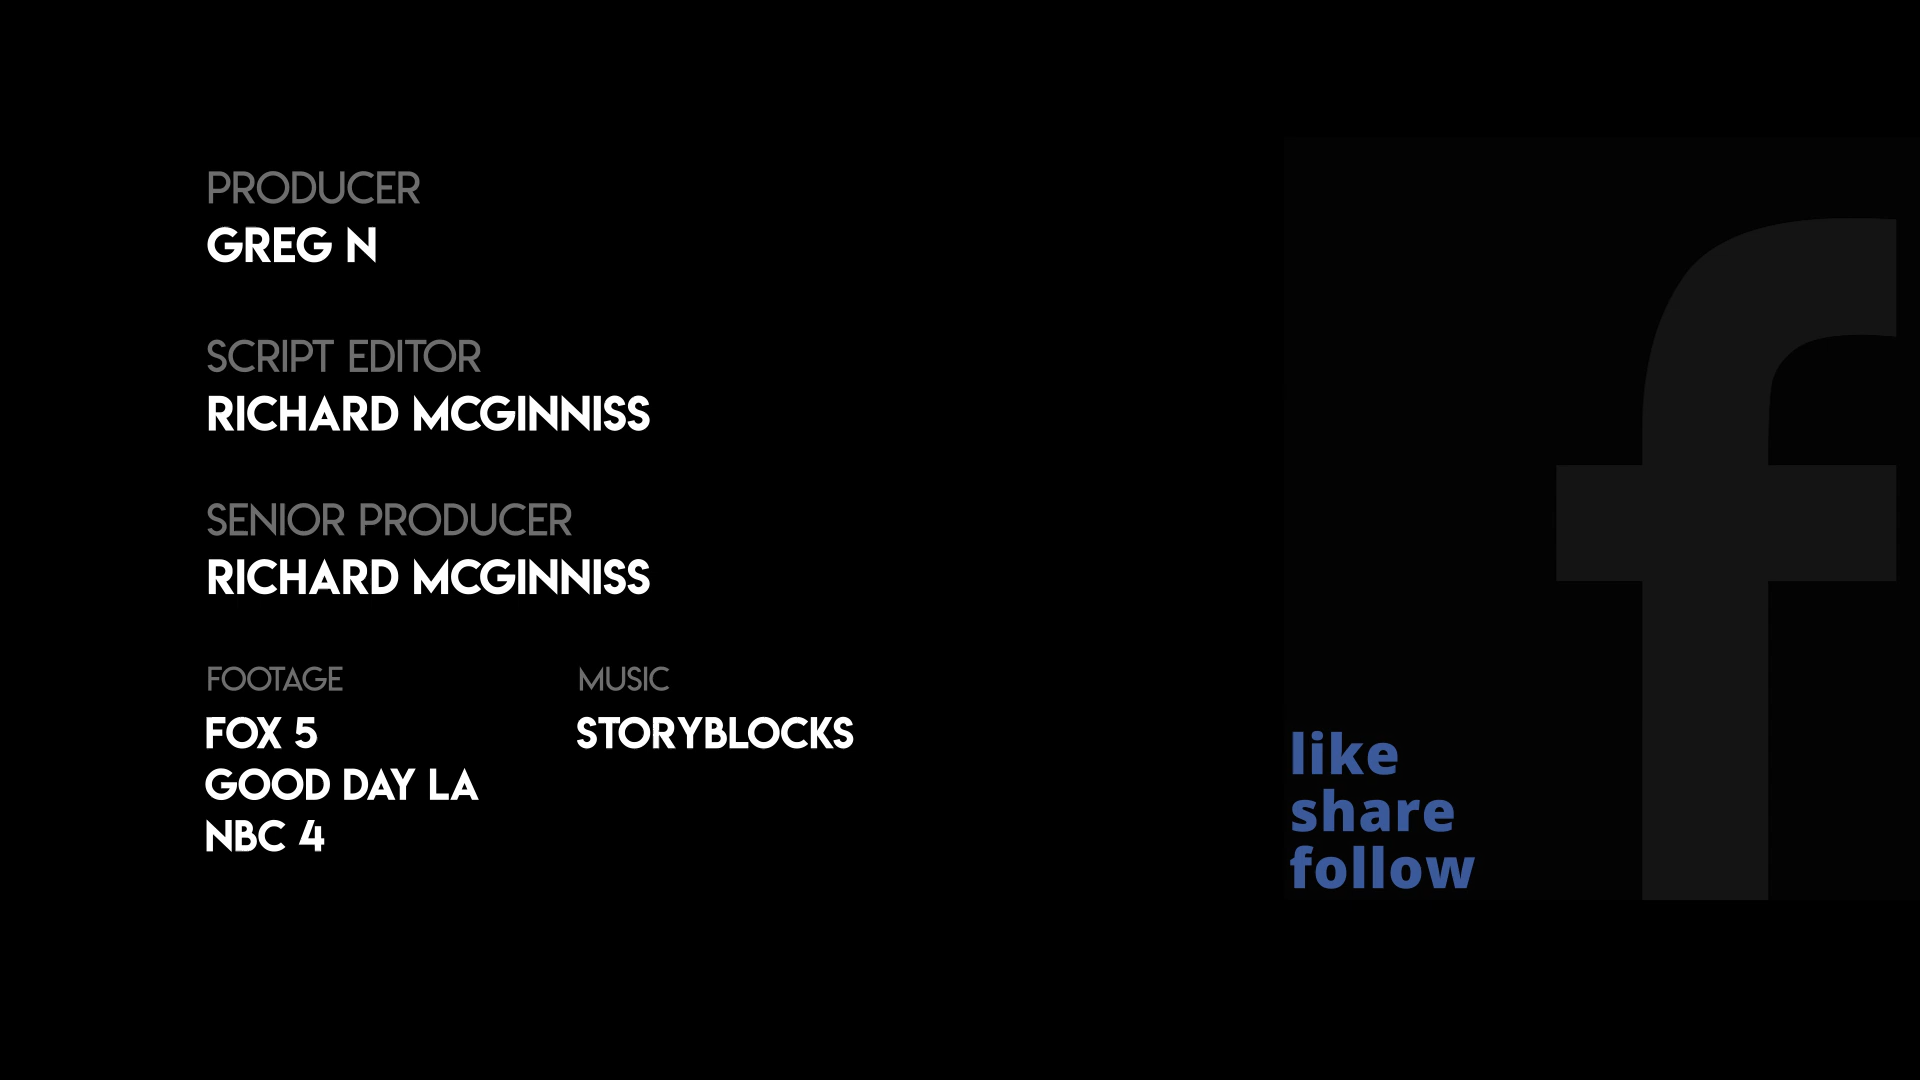 PRODUCER
GREG N
SCRIPT EDITOR
RICHARD MCGINNISS
SENIOR PRODUCER
RICHARD MCGINNISS
FOOTAGE
FOX 5
GOOD DAY LA
NBC 4
MUSIC
STORYBLOCKS
f
like
share
follow